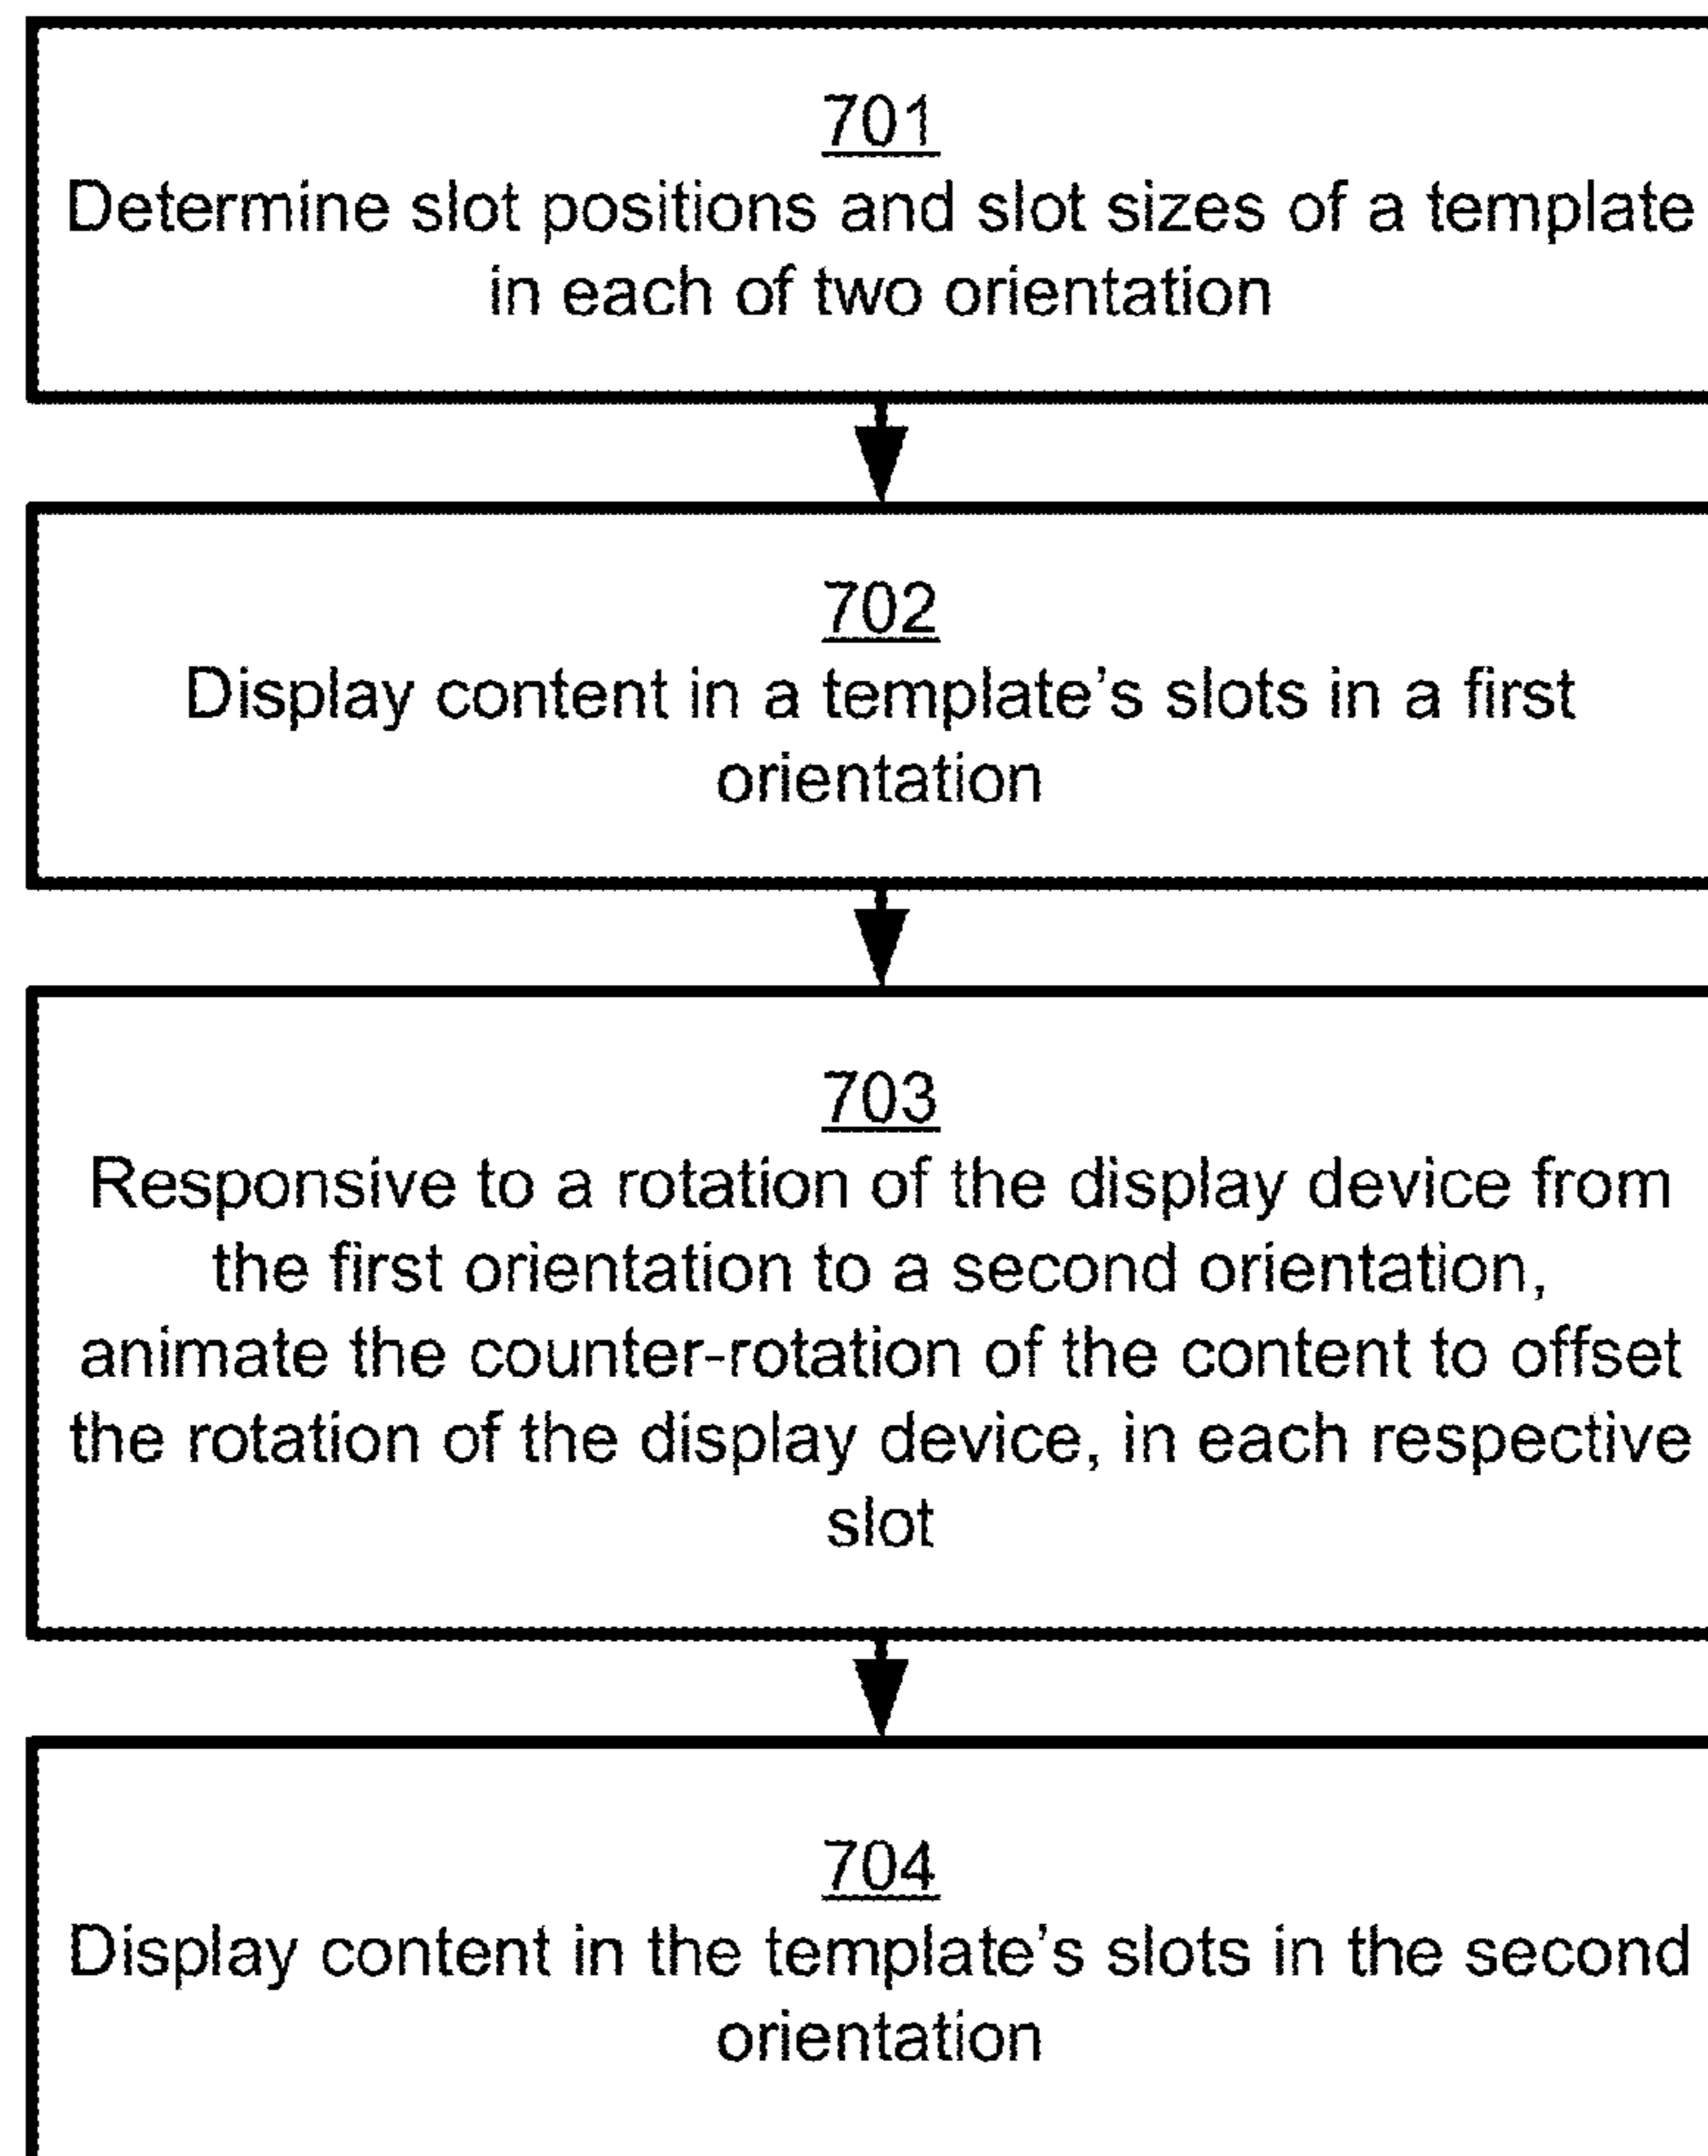 701
Determine slot positions and slot sizes of a template
in each of two orientation
702
Display content in a template's slots in a first
orientation
703
Responsive to a rotation of the display device from
the first orientation to a second orientation,
animate the counter-rotation of the content to offset
the rotation of the display device, in each respective
slot
704
Display content in the template's slots in the second
orientation